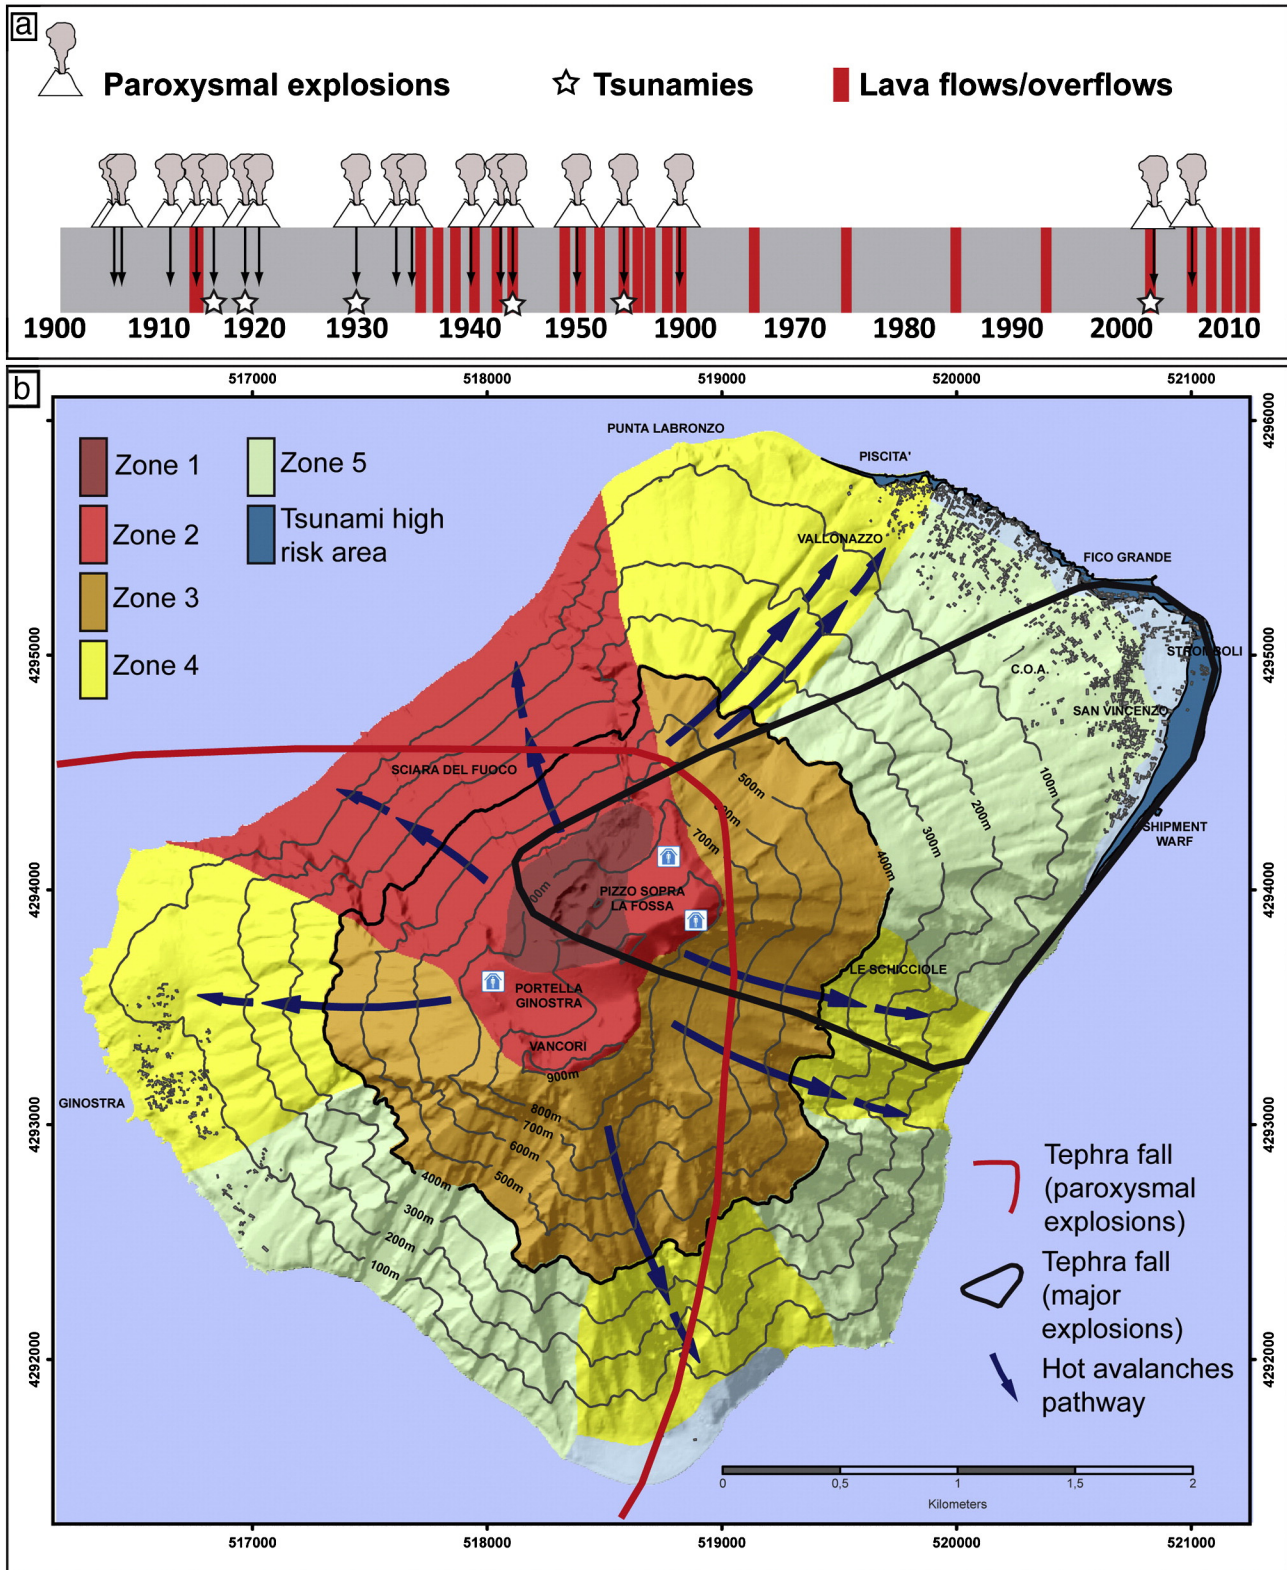 a
Paroxysmal explosions
Tsunamies
Lava flows/overflows
1900 1910 1920 1930 1940 1950 1900 1970 1980 1990 2000 2010
b
517000 518000 519000 520000 521000
4296000
4296000
4295000
4295000
4294000
4294000
4293000
4293000
4292000
4292000
Zone 1
Zone 2
Zone 3
Zone 4
Zone 5
Tsunami high
risk area
PUNTA LABRONZO
PISCITA'
VALLONAZZO
FICO GRANDE
STROMBOLI
C.O.A.
SAN VINCENZO
SHIPMENT
WARF
SCIARA DEL FUOCO
500m
700m
100m
200m
300m
400m
PIZZO SOPRA
LA FOSSA
LE SCHICCIOLE
PORTELLA
GINOSTRA
VANCORI
900m
800m
700m
600m
500m
400m
300m
200m
100m
GINOSTRA
Tephra fall
(paroxysmal
explosions)
Tephra fall
(major
explosions)
Hot avalanches
pathway
0 0,5 1 1,5 2
Kilometers
517000 518000 519000 520000 521000